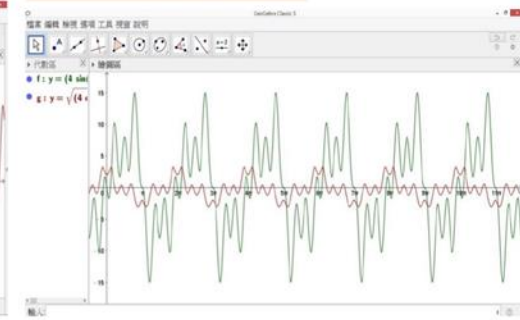 GeoGebra Classic 5
檔案 編輯 檢視 選項 工具 視窗 說明
代數區
繪圖區
f : y = (4 sin
g : y = √(4
15
5
0
-5
-10
-15
輸入: